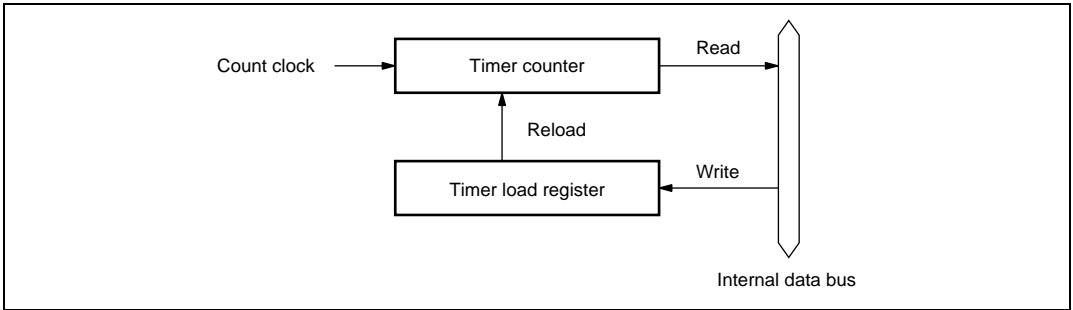 Read
Count clock
Timer counter
Reload
Write
Timer load register
Internal data bus